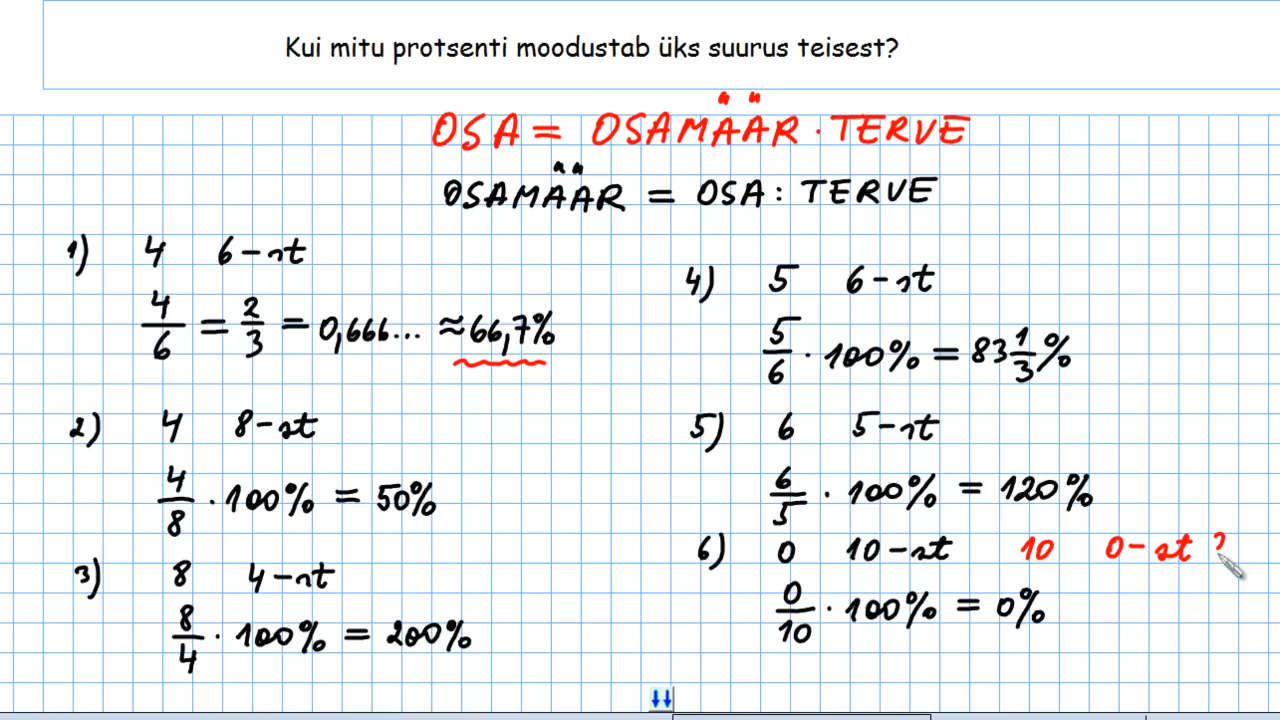 Kui mitu protsenti moodustab üks suurus teisest?
OSA = OSAMÄÄR · TERVE
OSAMÄÄR = OSA : TERVE
1) 4 6-st
4/6 = 2/3 = 0,666... ≈ 66,7%
2) 4 8-st
4/8 · 100% = 50%
3) 8 4-st
8/4 · 100% = 200%
4) 5 6-st
5/6 · 100% = 83 1/3 %
5) 6 5-st
6/5 · 100% = 120%
6) 0 10-st 10 0-st ?
0/10 · 100% = 0%